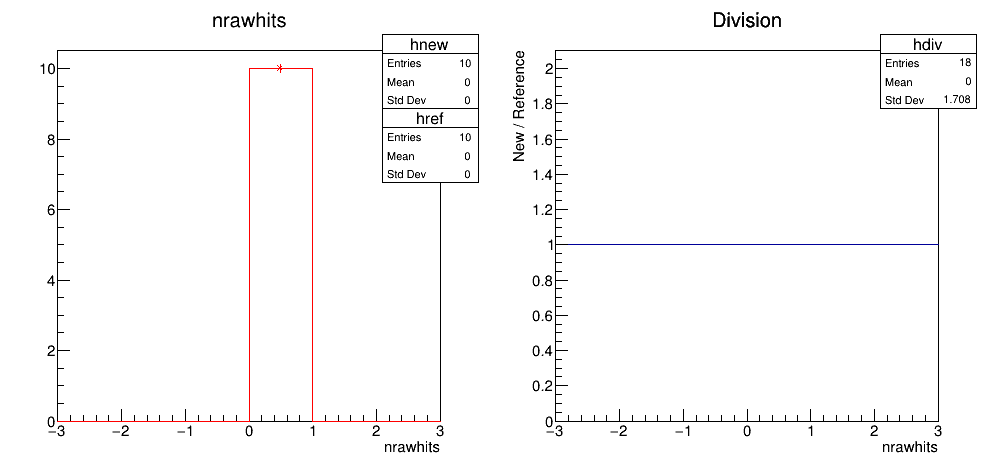 nrawhits
hnew
Entries 10
Mean 0
Std Dev 0
href
Entries 10
Mean 0
Std Dev 0
10
8
6
4
2
0
−3 −2 −1 0 1 2 3
nrawhits
Division
hdiv
Entries 18
Mean 0
Std Dev 1.708
New / Reference
2
1.8
1.6
1.4
1.2
1
0.8
0.6
0.4
0.2
0
−3 −2 −1 0 1 2 3
nrawhits